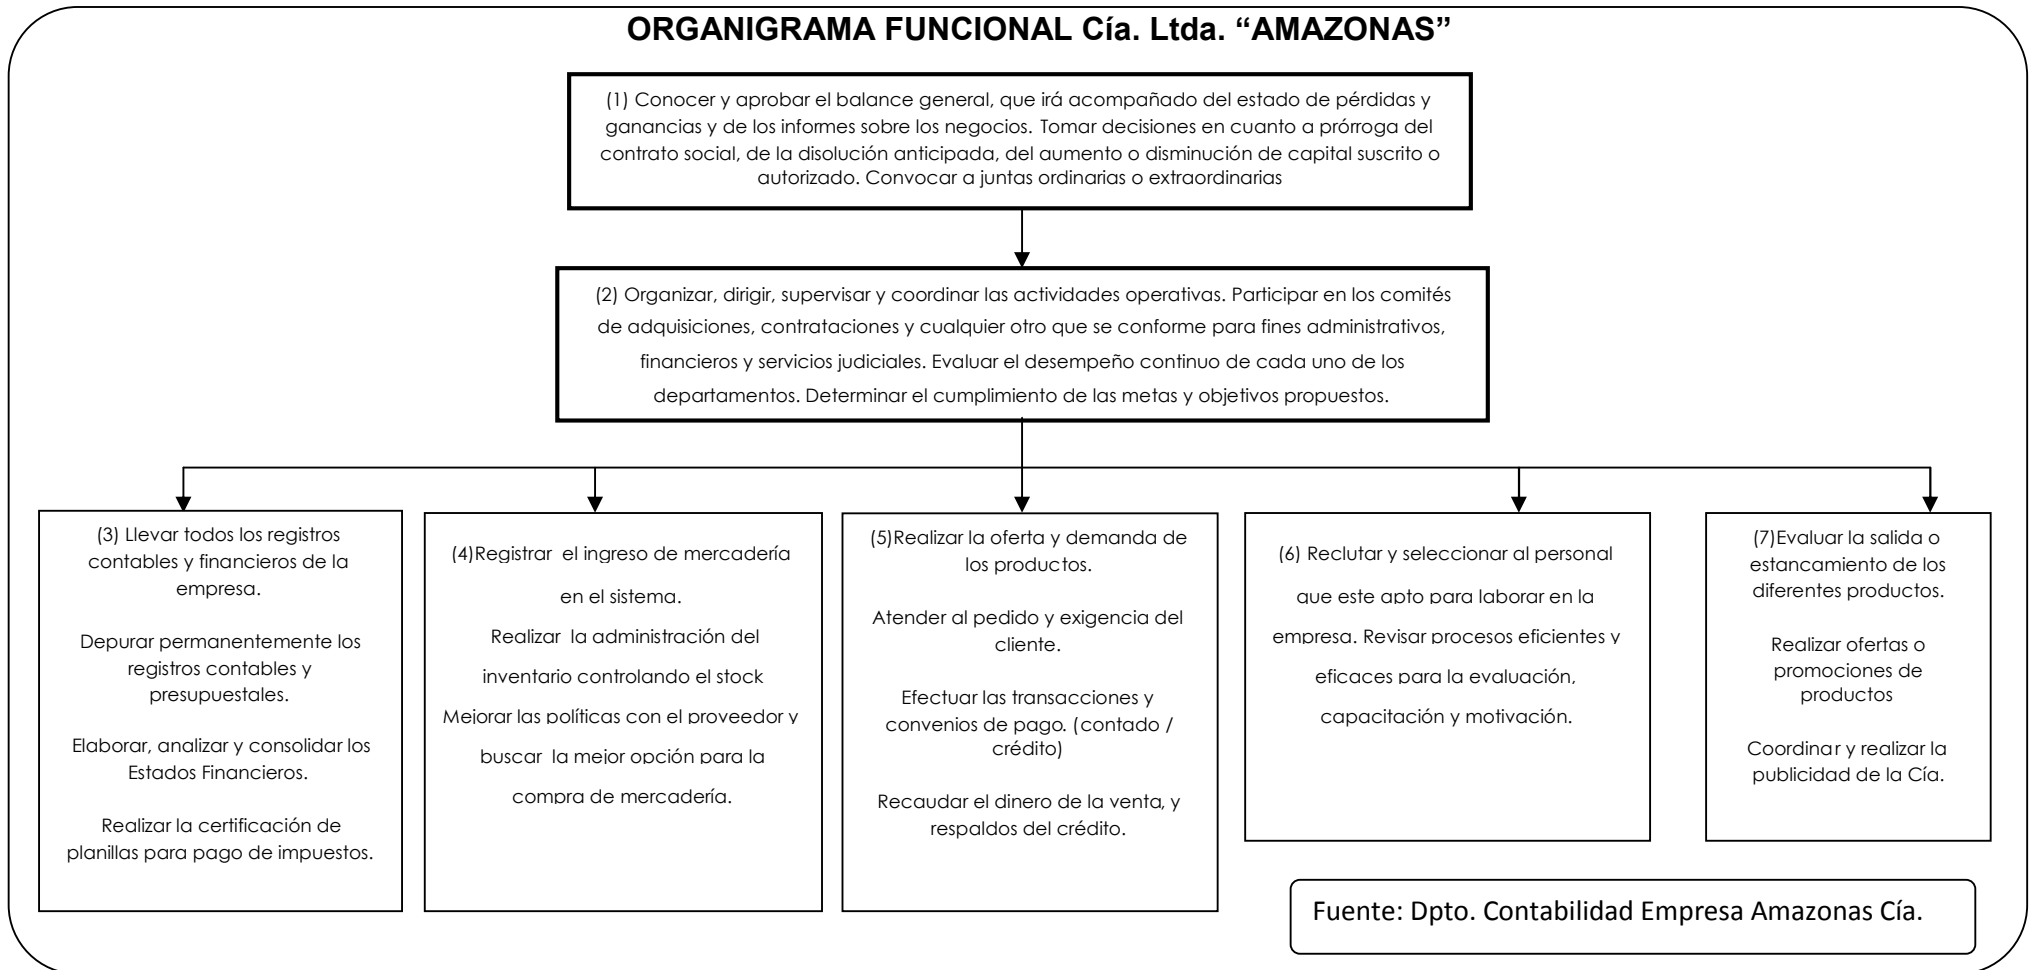 ORGANIGRAMA FUNCIONAL Cía. Ltda. “AMAZONAS”
(1) Conocer y aprobar el balance general, que irá acompañado del estado de pérdidas y
ganancias y de los informes sobre los negocios. Tomar decisiones en cuanto a prórroga del
contrato social, de la disolución anticipada, del aumento o disminución de capital suscrito o
autorizado. Convocar a juntas ordinarias o extraordinarias
(2) Organizar, dirigir, supervisar y coordinar las actividades operativas. Participar en los comités
de adquisiciones, contrataciones y cualquier otro que se conforme para fines administrativos,
financieros y servicios judiciales. Evaluar el desempeño continuo de cada uno de los
departamentos. Determinar el cumplimiento de las metas y objetivos propuestos.
(3) Llevar todos los registros
contables y financieros de la
empresa.
Depurar permanentemente los
registros contables y
presupuestales.
Elaborar, analizar y consolidar los
Estados Financieros.
Realizar la certificación de
planillas para pago de impuestos.
(4)Registrar el ingreso de mercadería
en el sistema.
Realizar la administración del
inventario controlando el stock
Mejorar las políticas con el proveedor y
buscar la mejor opción para la
compra de mercadería.
(5)Realizar la oferta y demanda de
los productos.
Atender al pedido y exigencia del
cliente.
Efectuar las transacciones y
convenios de pago. (contado /
crédito)
Recaudar el dinero de la venta, y
respaldos del crédito.
(6) Reclutar y seleccionar al personal
que este apto para laborar en la
empresa. Revisar procesos eficientes y
eficaces para la evaluación,
capacitación y motivación.
(7)Evaluar la salida o
estancamiento de los
diferentes productos.
Realizar ofertas o
promociones de
productos
Coordinar y realizar la
publicidad de la Cía.
Fuente: Dpto. Contabilidad Empresa Amazonas Cía.